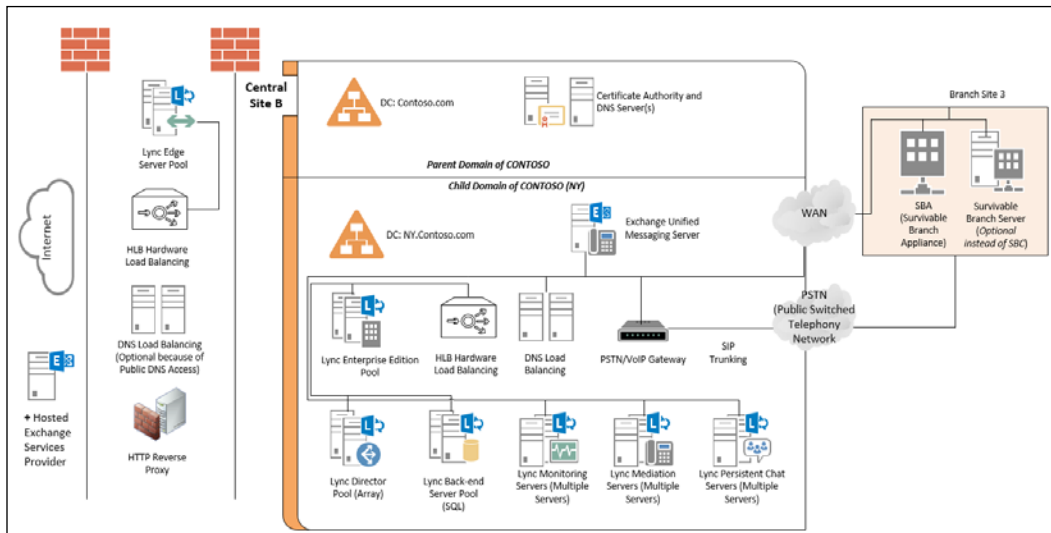 Internet
+ Hosted
Exchange
Services
Provider
Lync Edge
Server Pool
HLB Hardware
Load Balancing
DNS Load Balancing
(Optional because of
Public DNS Access)
HTTP Reverse
Proxy
Central
Site B
DC: Contoso.com
Certificate Authority and
DNS Server(s)
Parent Domain of CONTOSO
Child Domain of CONTOSO (NY)
DC: NY.Contoso.com
Exchange Unified
Messaging Server
Lync Enterprise Edition
Pool
HLB Hardware
Load Balancing
DNS Load
Balancing
PSTN/VoIP Gateway
SIP
Trunking
Lync Director
Pool (Array)
Lync Back-end
Server Pool
(SQL)
Lync Monitoring
Servers (Multiple
Servers)
Lync Mediation
Servers (Multiple
Servers)
Lync Persistent Chat
Servers (Multiple
Servers)
WAN
PSTN
(Public Switched
Telephony
Network)
Branch Site 3
SBA
(Survivable
Branch
Appliance)
Survivable
Branch Server
(Optional
instead of SBC)